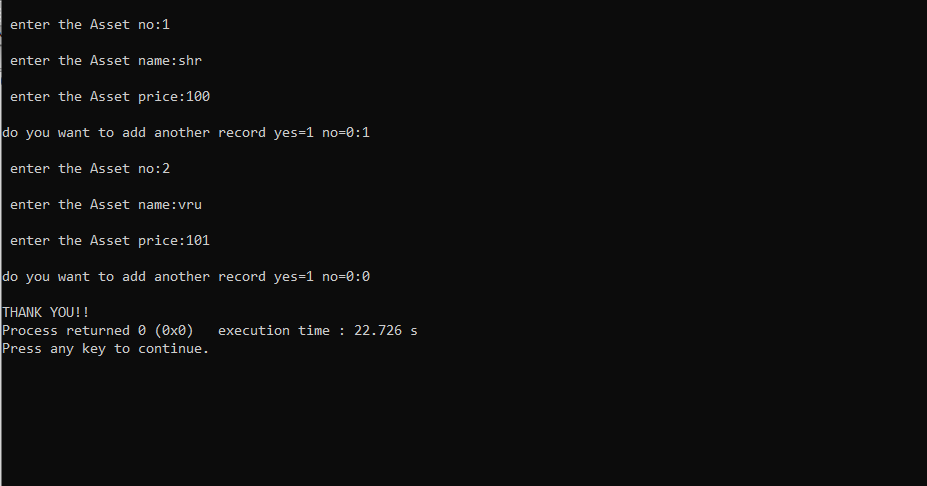 enter the Asset no:1
enter the Asset name:shr
enter the Asset price:100
do you want to add another record yes=1 no=0:1
enter the Asset no:2
enter the Asset name:vru
enter the Asset price:101
do you want to add another record yes=1 no=0:0
THANK YOU!!
Process returned 0 (0x0)   execution time : 22.726 s
Press any key to continue.